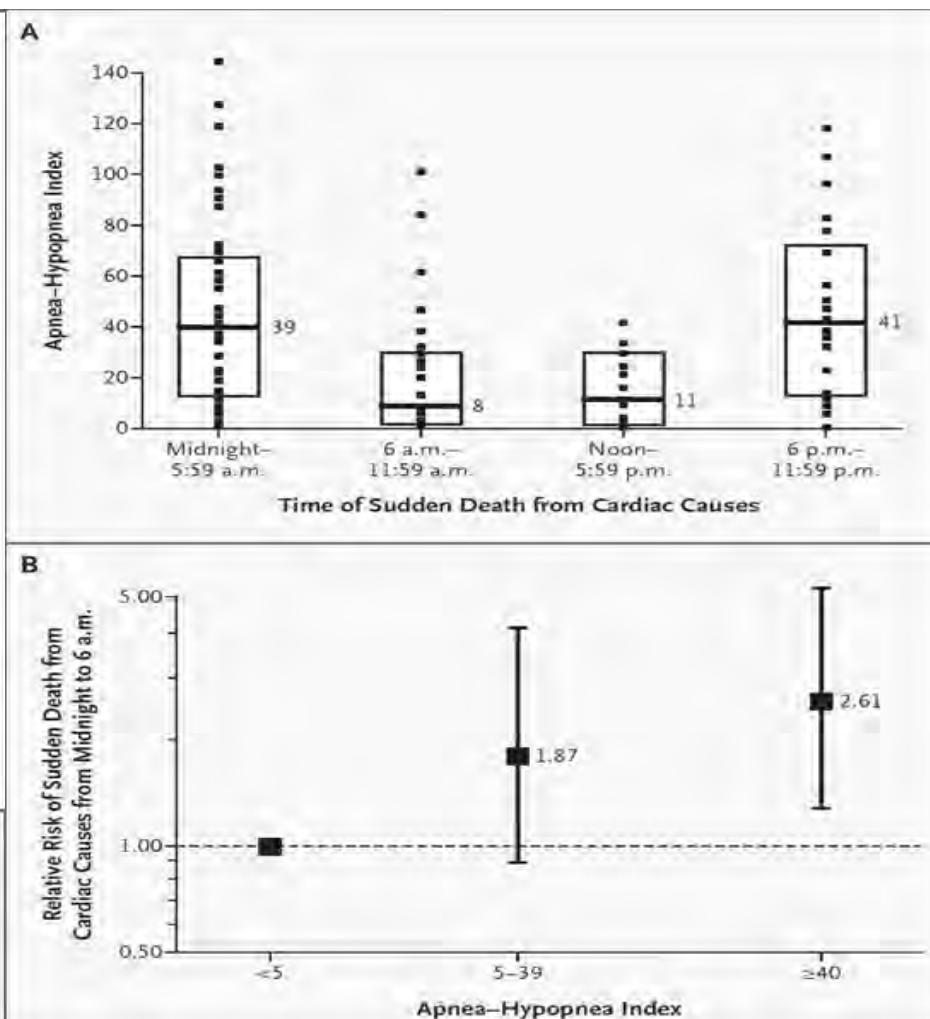 A
Apnea–Hypopnea Index
140
120
100
80
60
40
20
0
39
8
11
41
Midnight–
5:59 a.m.
6 a.m.–
11:59 a.m.
Noon–
5:59 p.m.
6 p.m.–
11:59 p.m.
Time of Sudden Death from Cardiac Causes
B
Relative Risk of Sudden Death from
Cardiac Causes from Midnight to 6 a.m.
5.00
1.00
0.50
1.87
2.61
<5
5–39
≥40
Apnea–Hypopnea Index